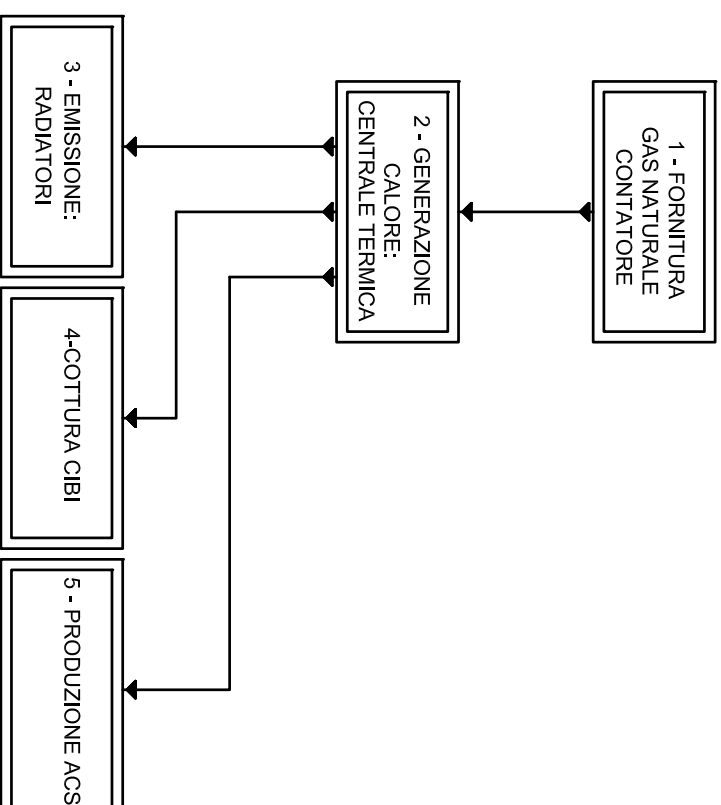 1 - FORNITURA
GAS NATURALE
CONTATORE
2 - GENERAZIONE
CALORE:
CENTRALE TERMICA
3 - EMISSIONE:
RADIATORI
4-COTTURA CIBI
5 - PRODUZIONE ACS